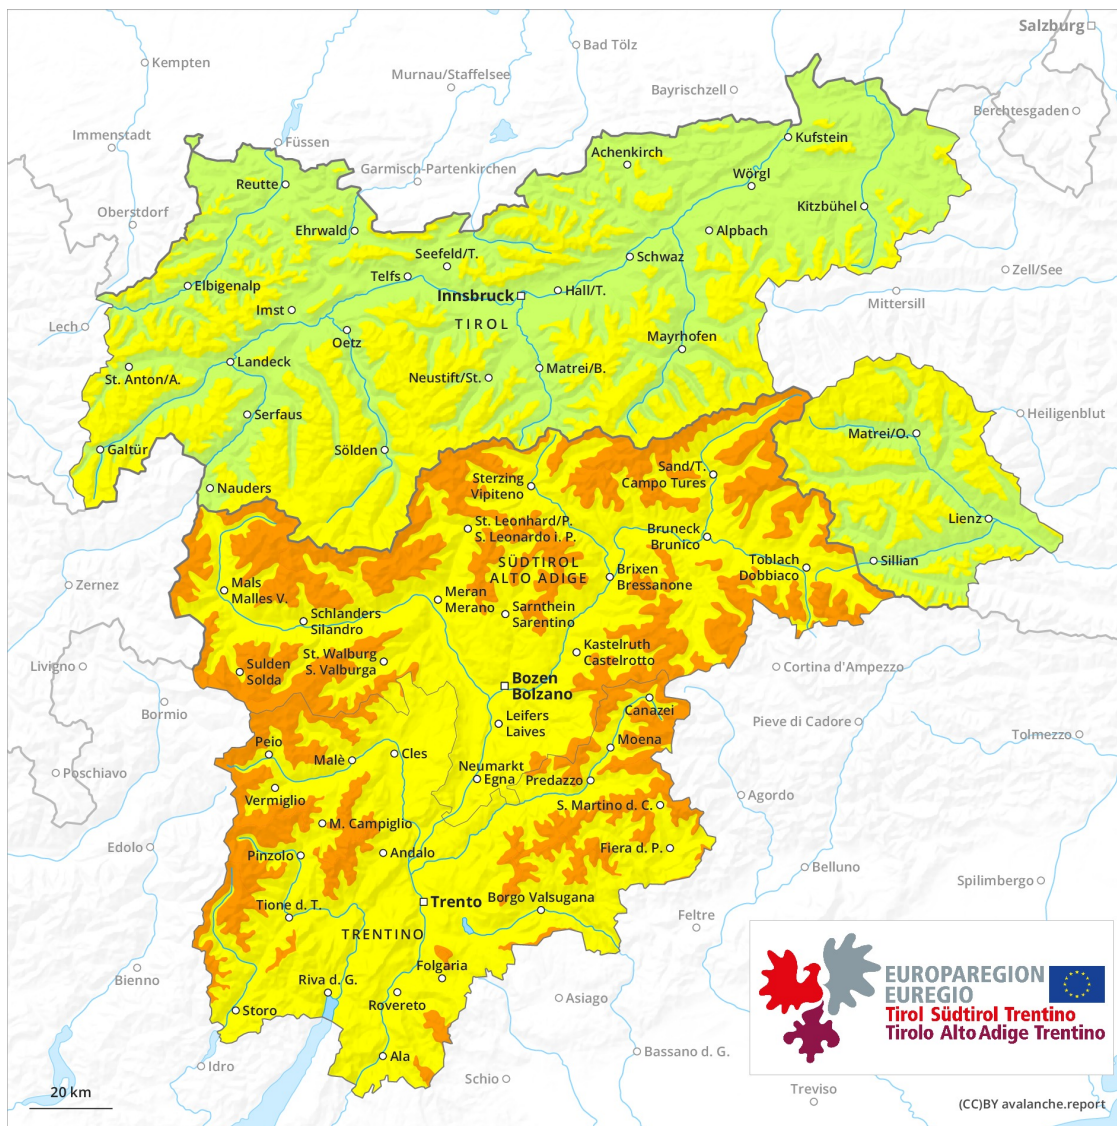 Salzburg
Bad Tölz
Kempten
Murnau/Staffelsee
Bayrischzell
Berchtesgaden
Immenstadt
Füssen
Kufstein
Achenkirch
Garmisch-Partenkirchen
Wörgl
Reutte
Kitzbühel
Oberstdorf
Ehrwald
Alpbach
Seefeld/T.
Schwaz
Telfs
Zell/See
Elbigenalp
Innsbruck
Hall/T.
Mittersill
Imst
Lech
TIROL
Oetz
Mayrhofen
Landeck
Matrei/B.
St. Anton/A.
Neustift/St.
Serfaus
Heiligenblut
Matrei/O.
Galtür
Sölden
Sand/T.
Campo Tures
Sterzing
Vipiteno
Nauders
Lienz
St. Leonhard/P.
S. Leonardo i. P.
Bruneck
Brunico
SÜDTIROL
ALTO ADIGE
Toblach
Dobbiaco
Sillian
Brixen
Bressanone
Zernez
Mals
Malles V.
Meran
Merano
Schlanders
Silandro
Sarnthein
Sarentino
Kastelruth
Castelrotto
St. Walburg
S. Valburga
Livigno
Sulden
Solda
Cortina d'Ampezzo
Bozen
Bolzano
Bormio
Canazei
Leifers
Laives
Pieve di Cadore
Tolmezzo
Peio
Moena
Malè
Cles
Poschiavo
Neumarkt
Egna
Predazzo
Vermiglio
Agordo
S. Martino d. C.
M. Campiglio
Edolo
Pinzolo
Andalo
Fiera d. P.
Belluno
Spilimbergo
Trento
Borgo Valsugana
Tione d. T.
Feltre
TRENTINO
Folgaria
Bienno
Riva d. G.
Rovereto
Asiago
Storo
EUROPAREGION
EUREGIO
Tirol Südtirol Trentino
Tirolo Alto Adige Trentino
Ala
Bassano d. G.
Idro
Schio
Treviso
20 km
(CC)BY avalanche.report